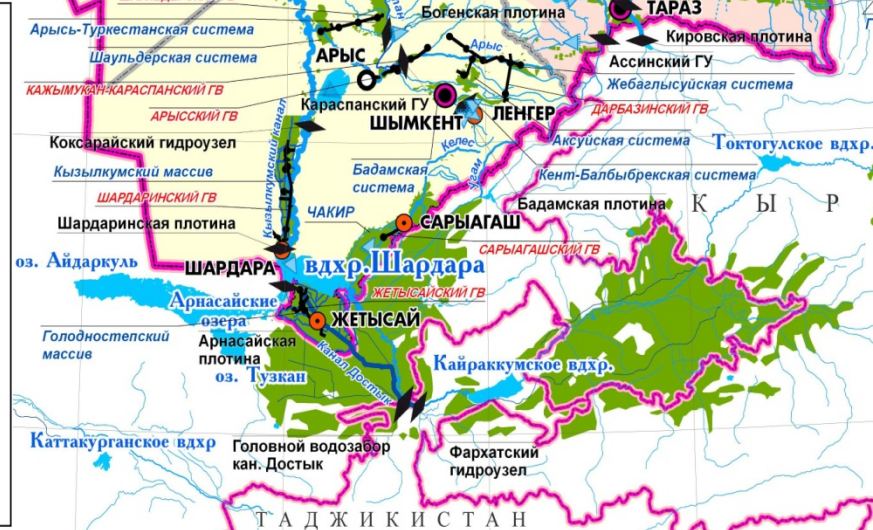 ТАРАЗ
Богенская плотина
Арысь-Туркестанская система
Кировская плотина
Шаульдерская система
АРЫС
Арыс
Ассинский ГУ
КАЖЫМУКАН-КАРАСПАНСКИЙ ГВ
Жебаглысуйская система
Караспанский ГУ
АРЫССКИЙ ГВ
ШЫМКЕНТ
ЛЕНГЕР
ДАРБАЗИНСКИЙ ГВ
Коксарайский гидроузел
Кызылкумский канал
Келес
Аксуйская система
Токтогулское вдхр.
Кызылкумский массив
Бадамская
система
Угам
Кент-Балбыбрекская система
ШАРДАРИНСКИЙ ГВ
ЧАКИР
Бадамская плотина
К Ы Р
Шардаринская плотина
САРЫАГАШ
САРЫАГАШСКИЙ ГВ
оз. Айдаркуль
ШАРДАРА
вдхр.Шардара
ЖЕТЫСАЙСКИЙ ГВ
Арнасайские
озера
ЖЕТЫСАЙ
Голодностепский
массив
Арнасайская
плотина
Канал Достык
оз. Тузкан
Кайраккумское вдхр.
Каттакурганское вдхр
Головной водозабор
кан. Достык
Фархатский
гидроузел
ТАДЖИКИСТАН